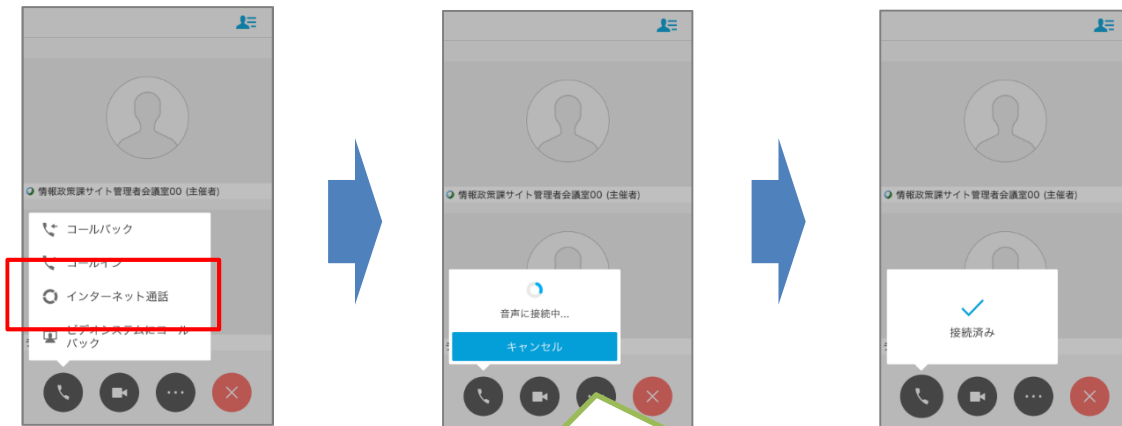 情報政策課サイト管理者会議室00 (主催者)
コールバック
コールイン
インターネット通話
ビデオシステムにコール
バック
情報政策課サイト管理者会議室00 (主催者)
音声に接続中...
キャンセル
情報政策課サイト管理者会議室00 (主催者)
接続済み